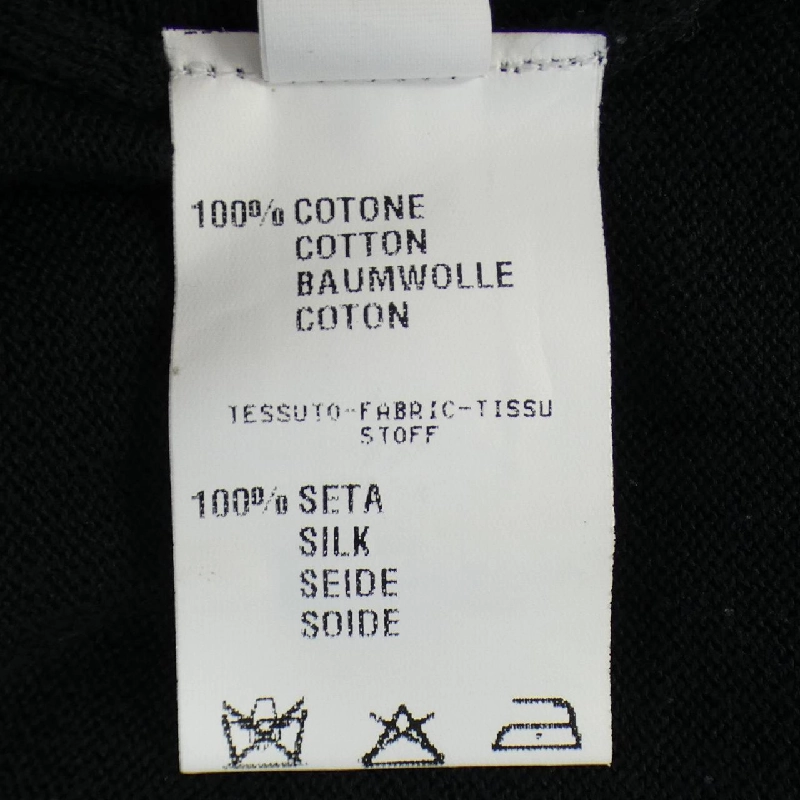 100% COTONE
COTTON
BAUMWOLLE
COTON
TESSUTO-FABRIC-TISSU
STOFF
100% SETA
SILK
SEIDE
SOIDE